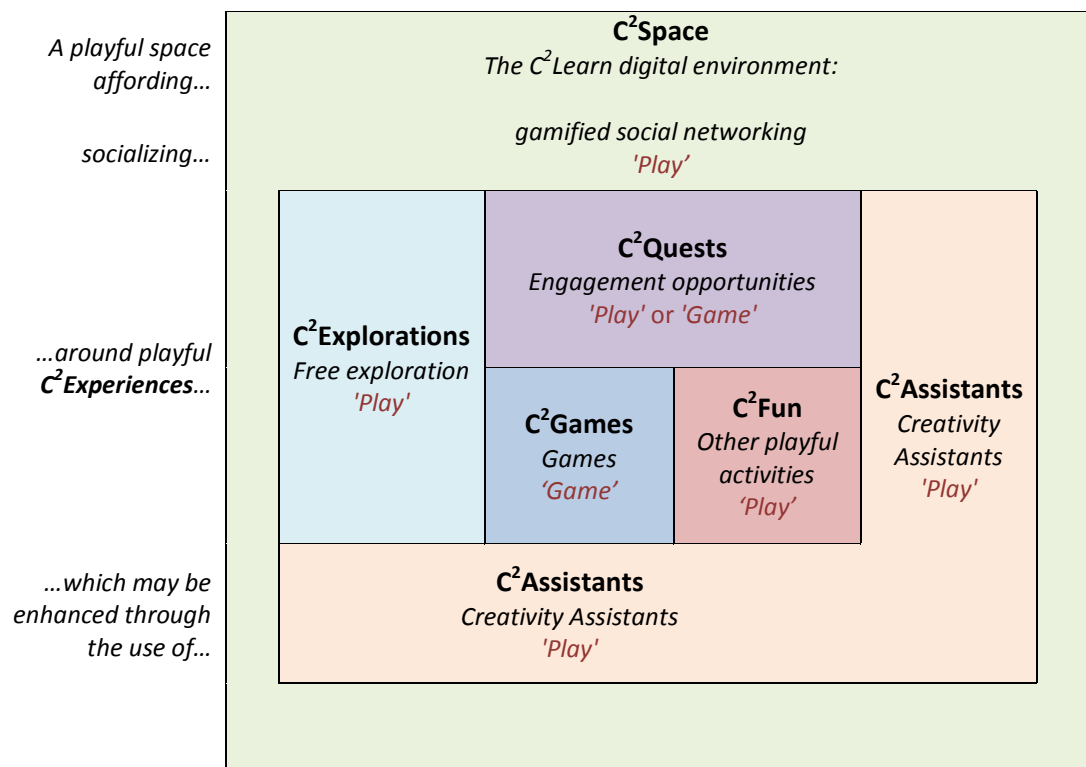 A playful space
affording…
socializing…
…around playful
C²Experiences…
…which may be
enhanced through
the use of…
C²Space
The C²Learn digital environment:
gamified social networking
'Play’
C²Explorations
Free exploration
'Play'
C²Quests
Engagement opportunities
'Play' or 'Game'
C²Games
Games
‘Game’
C²Fun
Other playful
activities
‘Play’
C²Assistants
Creativity
Assistants
'Play'
C²Assistants
Creativity Assistants
'Play'